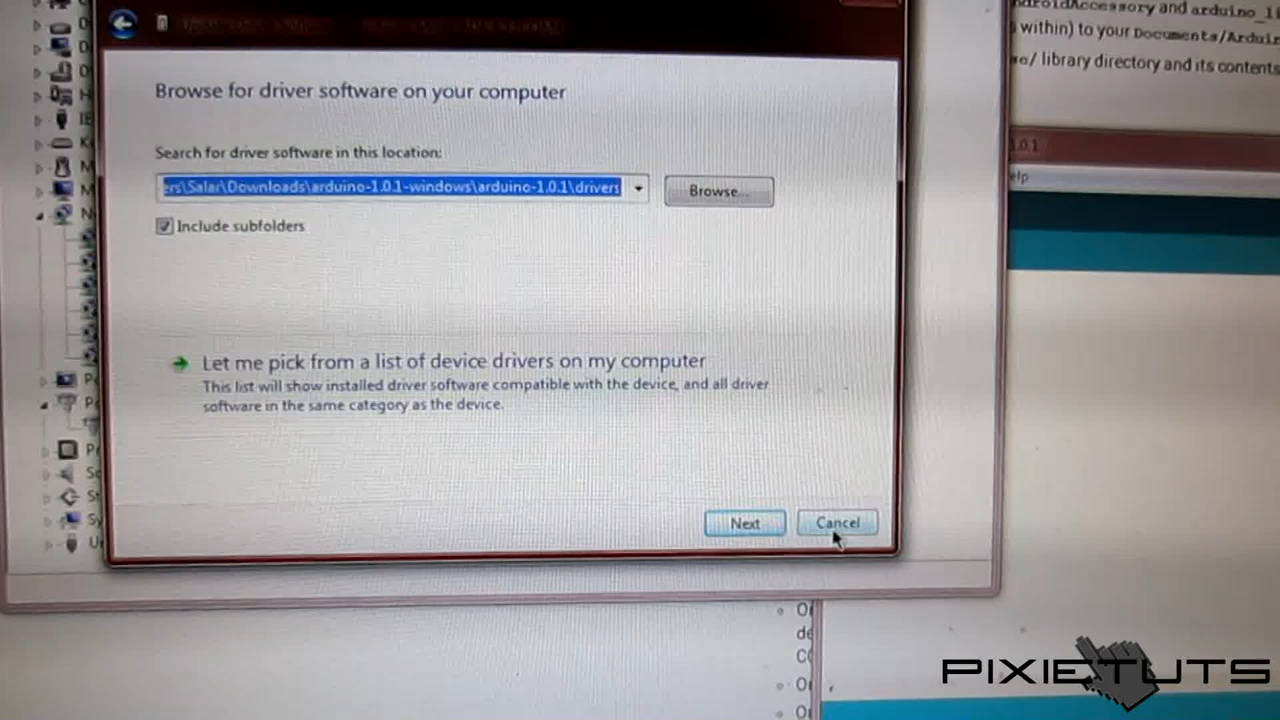 Browse for driver software on your computer
Search for driver software in this location:
ers\Salar\Downloads\arduino-1.0.1-windows\arduino-1.0.1\drivers
Browse...
Include subfolders
Let me pick from a list of device drivers on my computer
This list will show installed driver software compatible with the device, and all driver
software in the same category as the device.
Next
Cancel
and arduino_
within) to your Documents/
/ library directory and its contents
1.0.1
elp
PIXIETUTS